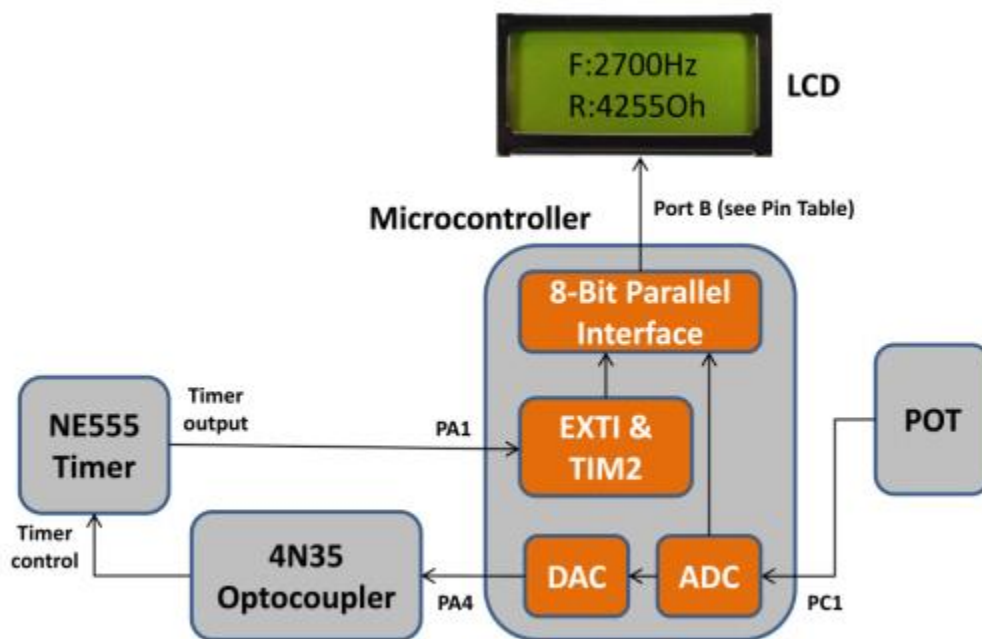 F:2700Hz
R:4255Oh
LCD
Port B (see Pin Table)
Microcontroller
8-Bit Parallel
Interface
NE555
Timer
Timer
output
PA1
EXTI &
TIM2
POT
Timer
control
4N35
Optocoupler
PA4
DAC
ADC
PC1